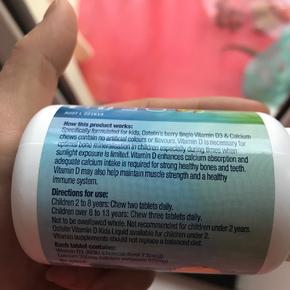 AUST L 221633
How this product works:
Specifically formulated for kids, Ostelin's berry tingle Vitamin D3 & Calcium
chews contain no artificial colours or flavours. Vitamin D is necessary for
optimal bone mineralisation in children especially during times when
sunlight exposure is limited. Vitamin D enhances calcium absorption and
adequate calcium intake is required for strong healthy bones and teeth.
Vitamin D may also help maintain muscle strength and a healthy
immune system.
Directions for use:
Children 2 to 8 years: Chew two tablets daily.
Children over 8 to 13 years: Chew three tablets daily.
Not to be swallowed whole. Not recommended for children under 2 years.
Ostelin Vitamin D Kids Liquid available for children under 2.
Vitamin supplements should not replace a balanced diet.
Each tablet contains:
Vitamin D3